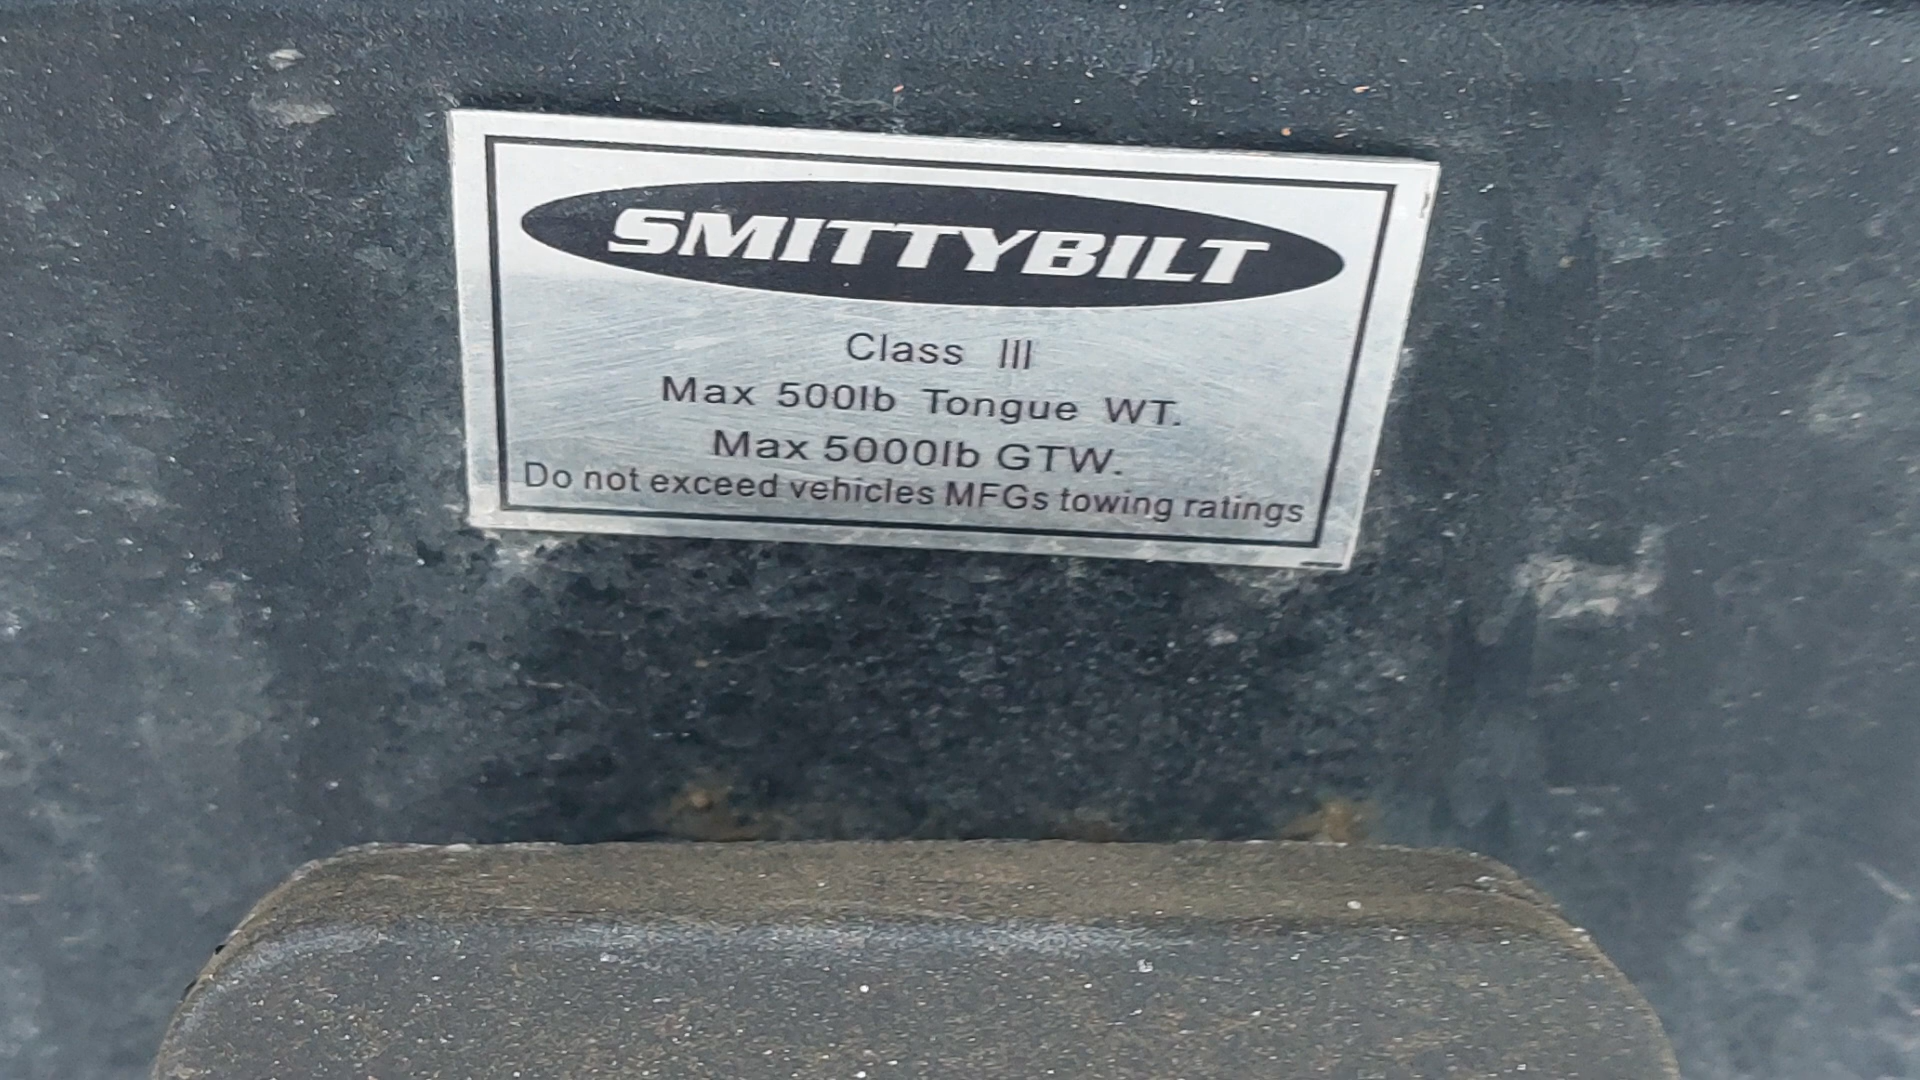 SMITTYBILT
Class III
Max 500lb Tongue WT.
Max 5000lb GTW.
Do not exceed vehicles MFGs towing ratings